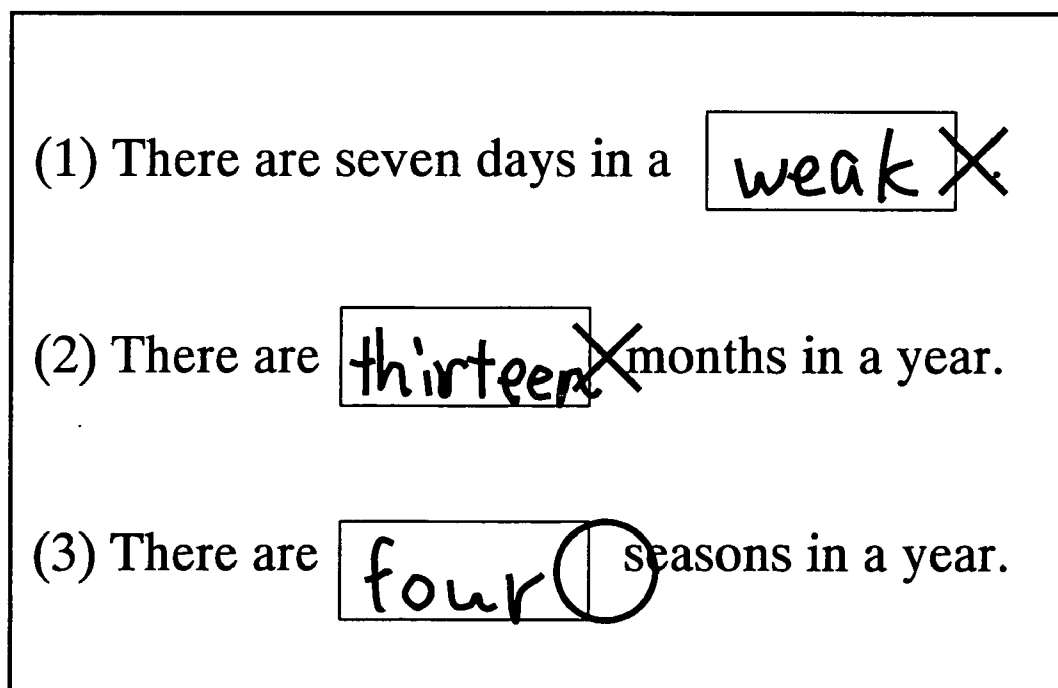 (1) There are seven days in a weak.
(2) There are thirteen months in a year.
(3) There are four seasons in a year.